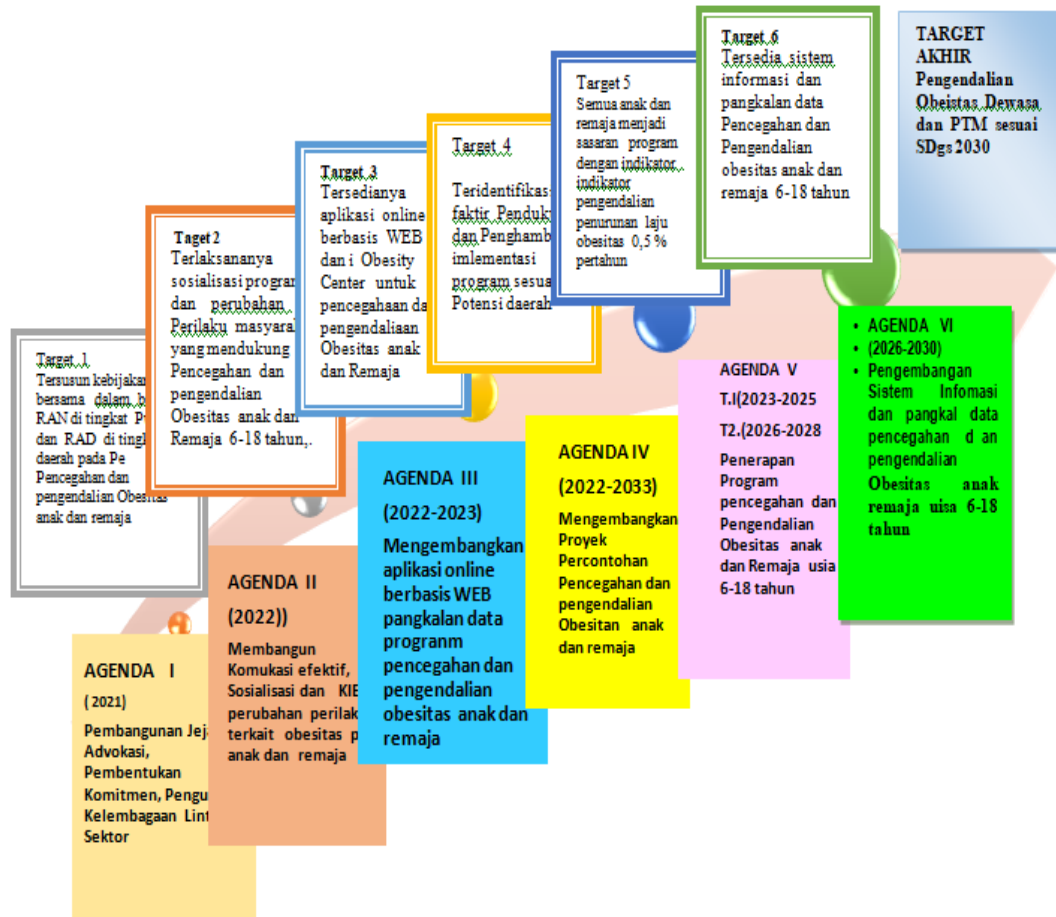 Target 1
Tersusun kebijakan
bersama dalam b
RAN di tingkat P
dan RAD di tingk
daerah pada Pe
Pencegahan dan
pengendalian Obesitas
anak dan remaja
Taget 2
Terlaksananya
sosialisasi program
dan perubahan
Perilaku masyaral
yang mendukung
Pencegahan dan
pengendalian
Obesitas anak dan
Remaja 6-18 tahun,.
Target 3
Tersedianya
aplikasi online
berbasis WEB
dan i Obesity
Center untuk
pencegahaan da
pengendaliaan
Obesitas anak
dan Remaja
Target 4
Teridentifikas
faktir Penduku
dan Penghamb
imlementasi
program sesua
Potensi daerah
Target 5
Semua anak dan
remaja menjadi
sasaran program
dengan indikator
indikator
pengendalian
penurunan laju
obesitas 0,5 %
pertahun
Target 6
Tersedia sistem
informasi dan
pangkalan data
Pencegahan dan
Pengendalian
obesitas anak dan
remaja 6-18 tahun
TARGET
AKHIR
Pengendalian
Obeistas Dewasa
dan PTM sesuai
SDgs 2030
AGENDA I
( 2021)
Pembangunan Jej
Advokasi,
Pembentukan
Komitmen, Pengu
Kelembagaan Lint
Sektor
AGENDA II
(2022))
Membangun
Komukasi efektif,
Sosialisasi dan KIE
perubahan perilak
terkait obesitas p
anak dan remaja
AGENDA III
(2022-2023)
Mengembangkan
aplikasi online
berbasis WEB
pangkalan data
progranm
pencegahan dan
pengendalian
obesitas anak dan
remaja
AGENDA IV
(2022-2033)
Mengembangkan
Proyek
Percontohan
Pencegahan dan
pengendalian
Obesitan anak
dan remaja
AGENDA V
T.I(2023-2025
T2.(2026-2028
Penerapan
Program
pencegahan dan
Pengendalian
Obesitas anak
dan Remaja usia
6-18 tahun
• AGENDA VI
• (2026-2030)
• Pengembangan
Sistem Infomasi
dan pangkal data
pencegahan d an
pengendalian
Obesitas anak
remaja uisa 6-18
tahun